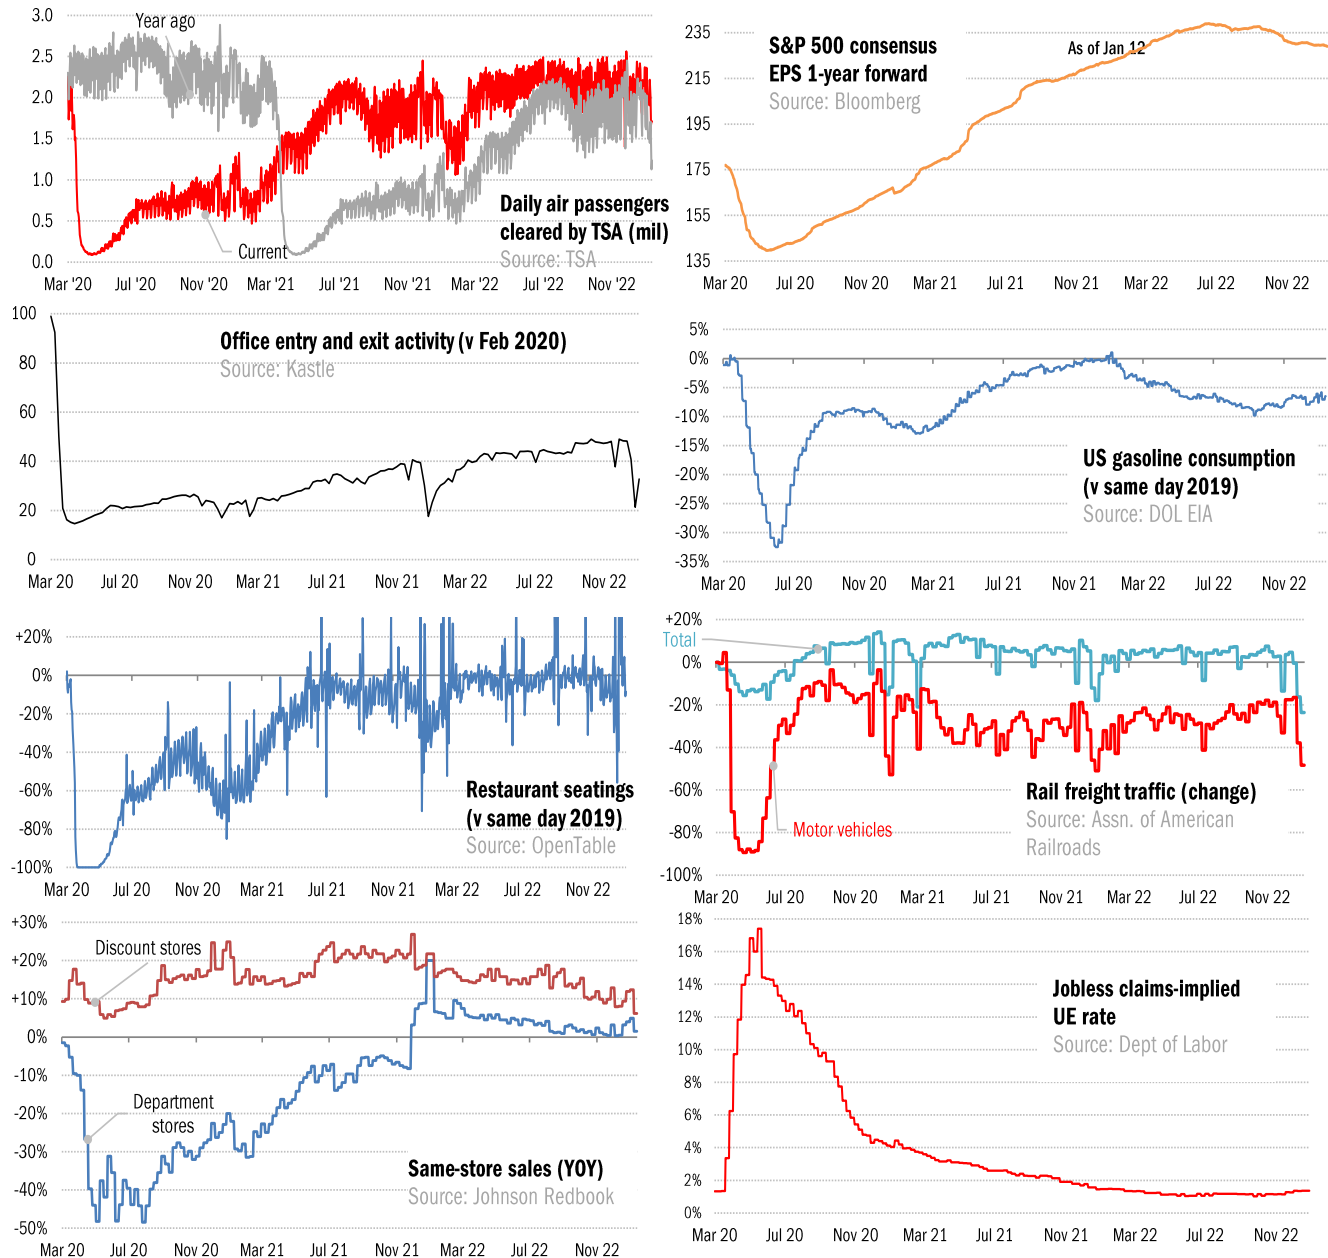 3.0
2.5
2.0
1.5
1.0
0.5
0.0
Year ago
Current
Daily air passengers
cleared by TSA (mil)
Source: TSA
Mar '20 Jul '20 Nov '20 Mar '21 Jul '21 Nov '21 Mar '22 Jul '22 Nov '22
235
215
195
175
155
135
S&P 500 consensus
EPS 1-year forward
Source: Bloomberg
As of Jan 12
Mar 20 Jul 20 Nov 20 Mar 21 Jul 21 Nov 21 Mar 22 Jul 22 Nov 22
100
80
60
40
20
0
Office entry and exit activity (v Feb 2020)
Source: Kastle
Mar 20 Jul 20 Nov 20 Mar 21 Jul 21 Nov 21 Mar 22 Jul 22 Nov 22
5%
0%
-5%
-10%
-15%
-20%
-25%
-30%
-35%
US gasoline consumption
(v same day 2019)
Source: DOL EIA
Mar 20 Jul 20 Nov 20 Mar 21 Jul 21 Nov 21 Mar 22 Jul 22 Nov 22
+20%
0%
-20%
-40%
-60%
-80%
-100%
Restaurant seatings
(v same day 2019)
Source: OpenTable
Mar 20 Jul 20 Nov 20 Mar 21 Jul 21 Nov 21 Mar 22 Jul 22 Nov 22
+20%
0%
-20%
-40%
-60%
-80%
-100%
Total
Motor vehicles
Rail freight traffic (change)
Source: Assn. of American
Railroads
Mar 20 Jul 20 Nov 20 Mar 21 Jul 21 Nov 21 Mar 22 Jul 22 Nov 22
+30%
+20%
+10%
0%
-10%
-20%
-30%
-40%
-50%
Discount stores
Department
stores
Same-store sales (YOY)
Source: Johnson Redbook
Mar 20 Jul 20 Nov 20 Mar 21 Jul 21 Nov 21 Mar 22 Jul 22 Nov 22
18%
16%
14%
12%
10%
8%
6%
4%
2%
0%
Jobless claims-implied
UE rate
Source: Dept of Labor
Mar 20 Jul 20 Nov 20 Mar 21 Jul 21 Nov 21 Mar 22 Jul 22 Nov 22